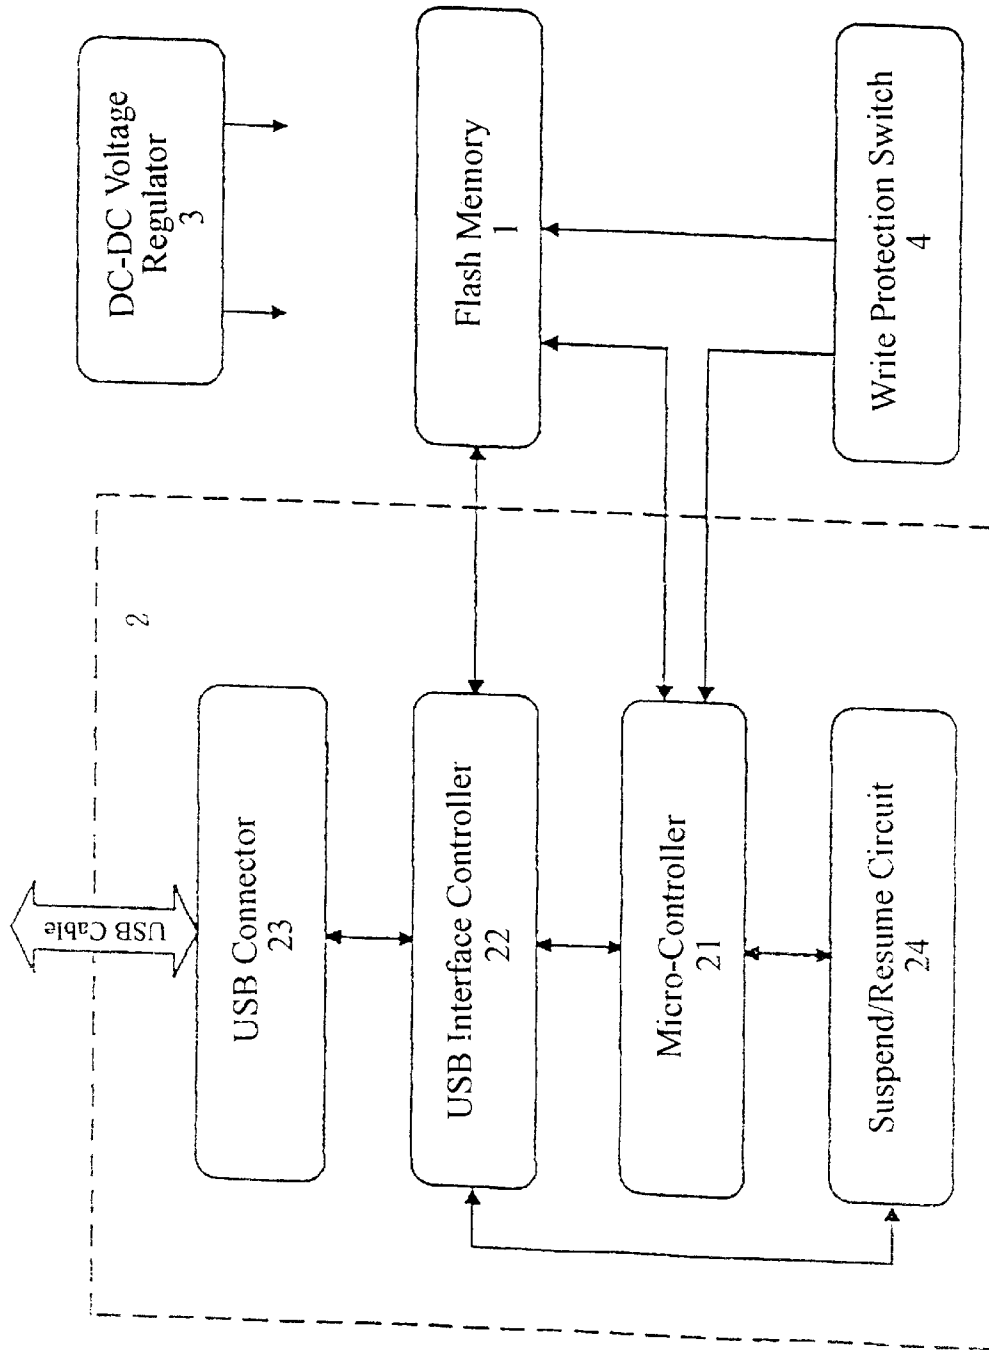 DC-DC Voltage
Regulator
3
Flash Memory
1
Write Protection Switch
4
2
USB Cable
USB Connector
23
USB Interface Controller
22
Micro-Controller
21
Suspend/Resume Circuit
24